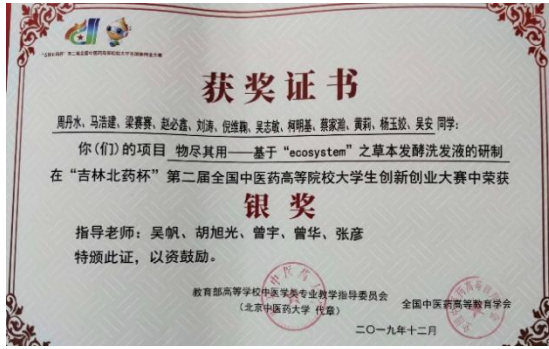 获奖证书
周丹水、马浩建、梁赛赛、赵必鑫、刘涛、倪维鞠、吴志敏、柯明基、蔡家瀚、黄莉、杨玉姣、吴安 同学:
你(们)的项目 物尽其用——基于“ecosystem”之草本发酵洗发液的研制
在“吉林北药杯”第二届全国中医药高等院校大学生创新创业大赛中荣获
银奖
指导老师:吴帆、胡旭光、曾宇、曾华、张彦
特颁此证,以资鼓励。
教育部高等学校中医学类专业教学指导委员会
全国中医药高等教育学会
(北京中医药大学 代章)
二〇一九年十二月